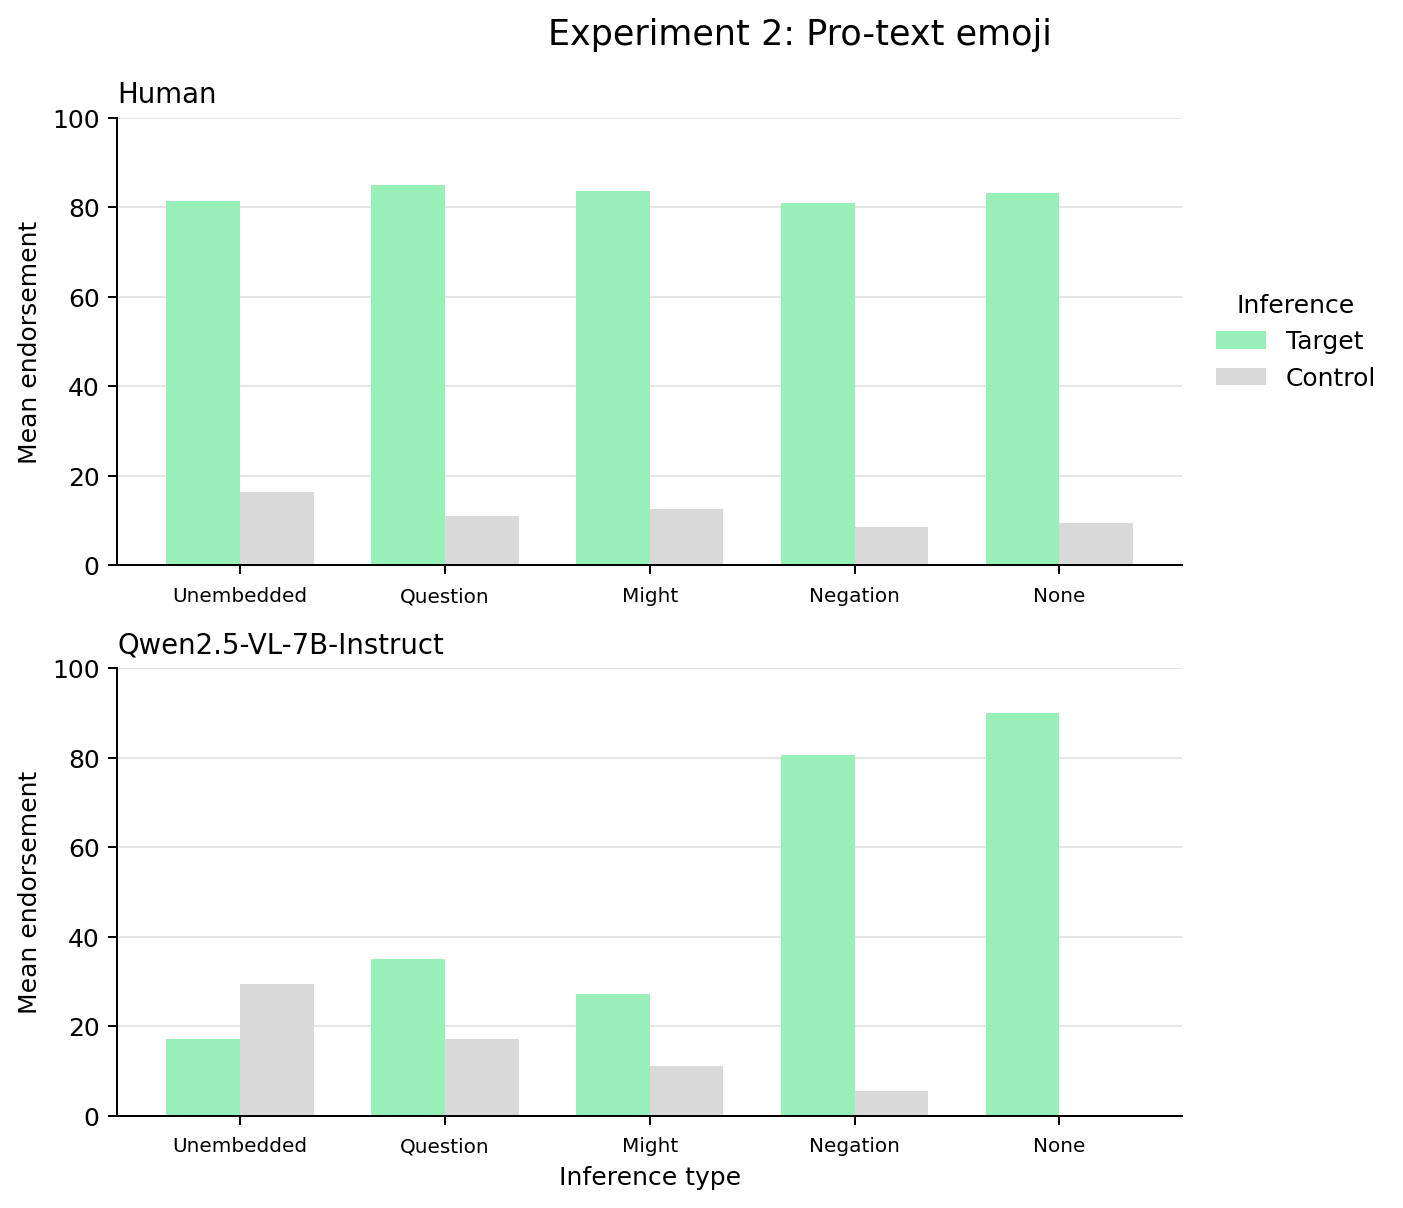 Experiment 2: Pro-text emoji
Human
Mean endorsement
100
80
60
40
20
0
Unembedded Question Might Negation None
Inference
Target
Control
Qwen2.5-VL-7B-Instruct
Mean endorsement
100
80
60
40
20
0
Unembedded Question Might Negation None
Inference type